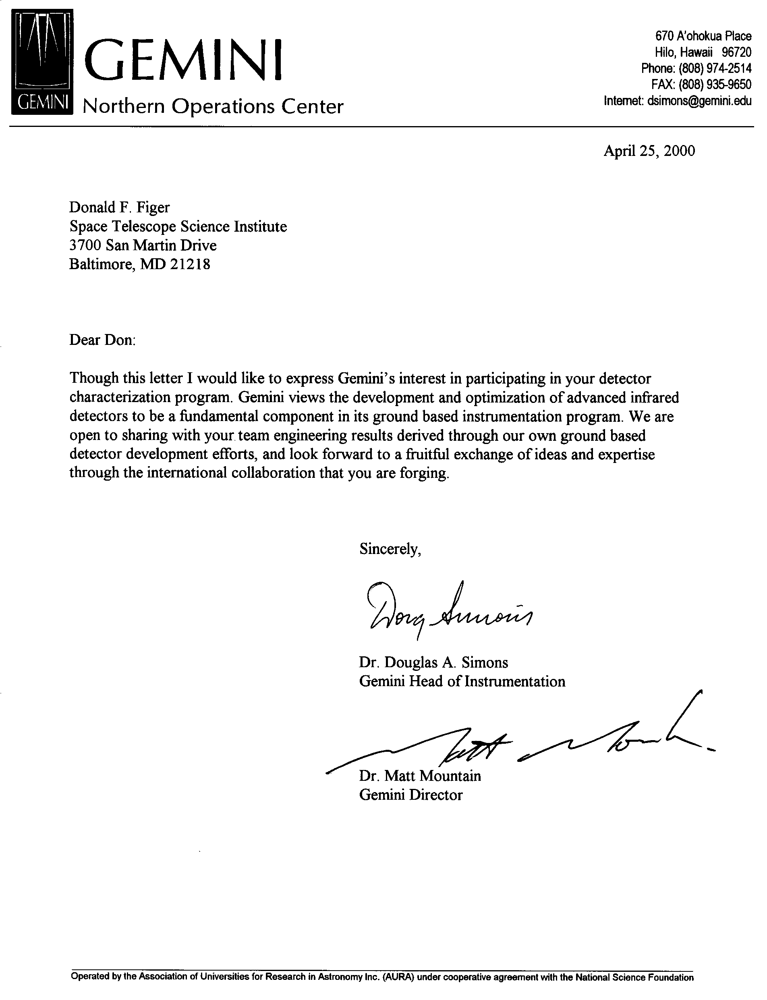 GEMINI
GEMINI
Northern Operations Center
670 A'ohokua Place
Hilo, Hawaii 96720
Phone: (808) 974-2514
FAX: (808) 935-9650
Internet: dsimons@gemini.edu
April 25, 2000
Donald F. Figer
Space Telescope Science Institute
3700 San Martin Drive
Baltimore, MD 21218
Dear Don:
Though this letter I would like to express Gemini's interest in participating in your detector
characterization program. Gemini views the development and optimization of advanced infrared
detectors to be a fundamental component in its ground based instrumentation program. We are
open to sharing with your team engineering results derived through our own ground based
detector development efforts, and look forward to a fruitful exchange of ideas and expertise
through the international collaboration that you are forging.
Sincerely,
Doug Simons
Dr. Douglas A. Simons
Gemini Head of Instrumentation
Matt Mountain
Dr. Matt Mountain
Gemini Director
Operated by the Association of Universities for Research in Astronomy Inc. (AURA) under cooperative agreement with the National Science Foundation